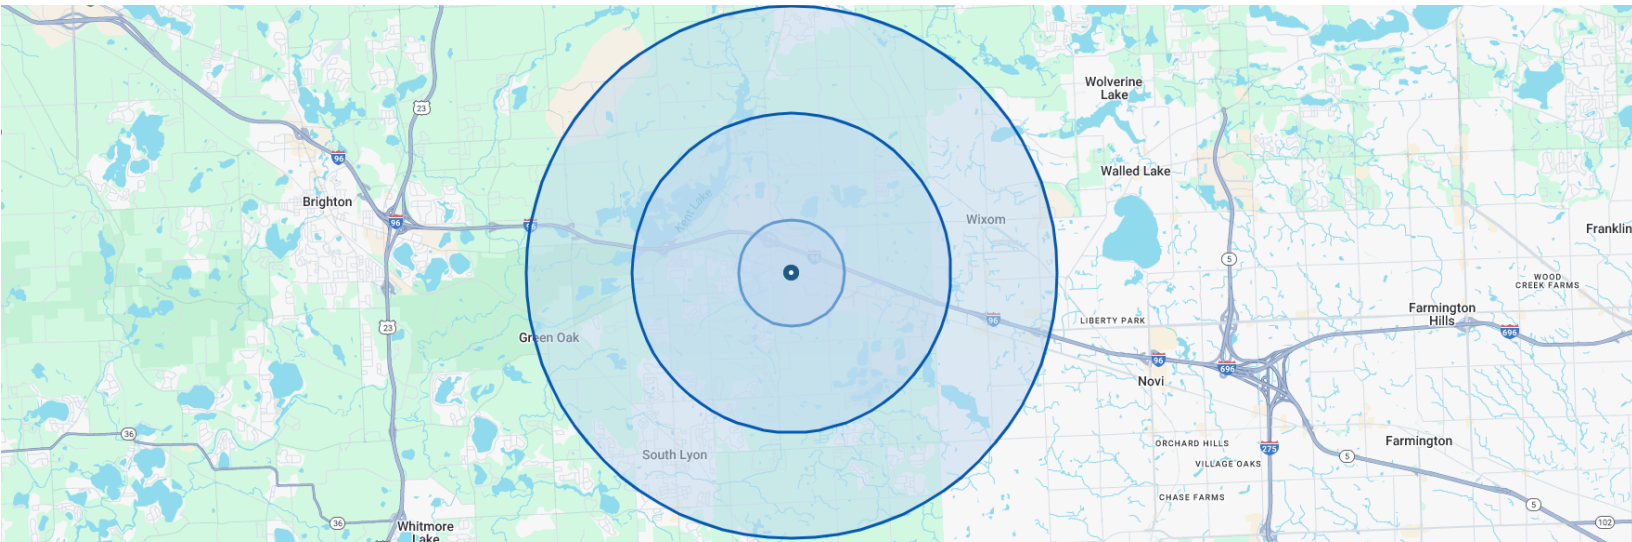 Wolverine
Lake
23
96
Walled Lake
Brighton
Kent Lake
96
Wixom
Franklin
5
WOOD
CREEK FARMS
Farmington
Hills
LIBERTY PARK
96
23
Green Oak
696
96
696
Novi
36
Farmington
ORCHARD HILLS
275
South Lyon
5
VILLAGE OAKS
CHASE FARMS
5
36
102
Whitmore
Lake